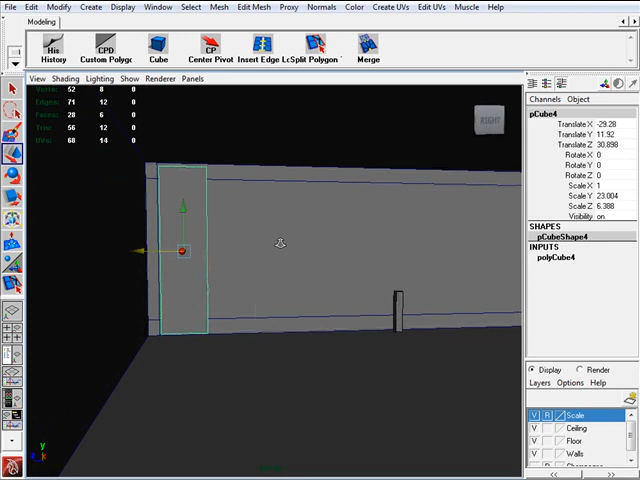 File Edit Modify Create Display Window Select Mesh Edit Mesh Proxy Normals Color Create UVs Edit UVs Muscle Help
Modeling
His CPD CP
History Custom Polygo Cube Center Pivot Insert Edge Lc Split Polygon Merge
View Shading Lighting Show Renderer Panels
Verts: 52 8 0
Edges: 71 12 0
Faces: 28 6 0
Tris: 56 12 0
UVs: 68 14 0
RIGHT
y
Channels Object
pCube4
Translate X -29.28
Translate Y 11.92
Translate Z 30.898
Rotate X 0
Rotate Y 0
Rotate Z 0
Scale X 1
Scale Y 23.004
Scale Z 6.388
Visibility on
SHAPES
pCubeShape4
INPUTS
polyCube4
Display Render
Layers Options Help
V R Scale
V Ceiling
V Floor
V Walls
<< >>